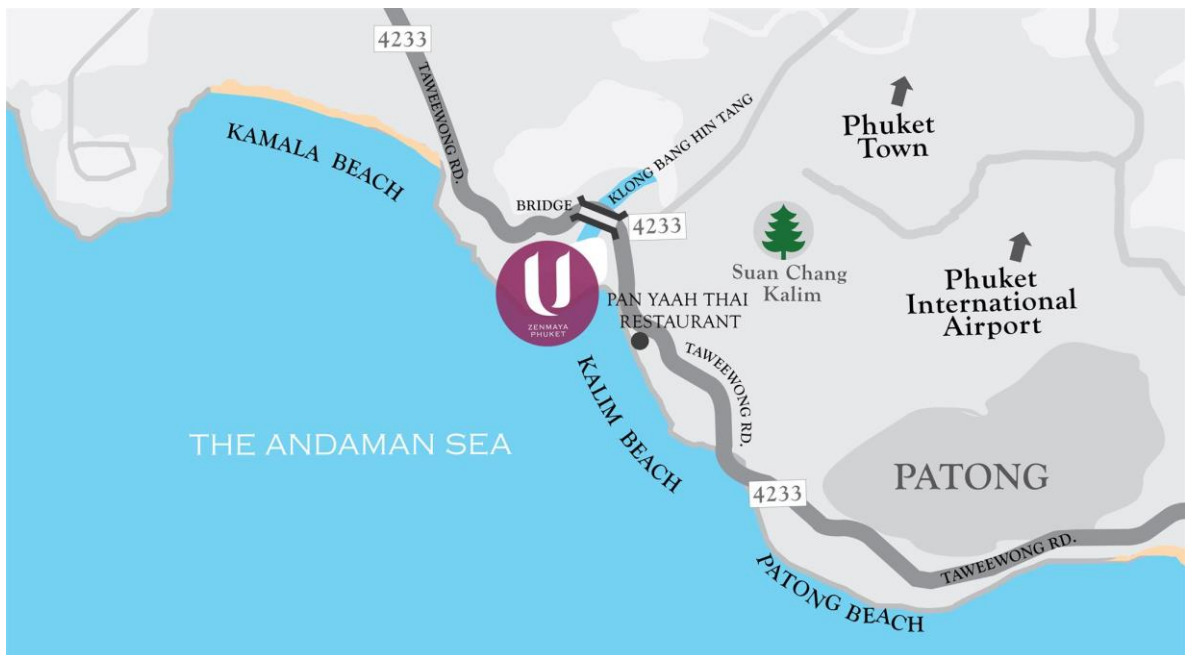 4233
TAWEEWONG RD.
KAMALA BEACH
KLONG BANG HIN TANG
BRIDGE
4233
Phuket
Town
Suan Chang
Kalim
Phuket
International
Airport
U
ZENMAYA
PHUKET
PAN YAAH THAI
RESTAURANT
TAWEEWONG RD.
KALIM BEACH
THE ANDAMAN SEA
PATONG
4233
TAWEEWONG RD.
PATONG BEACH